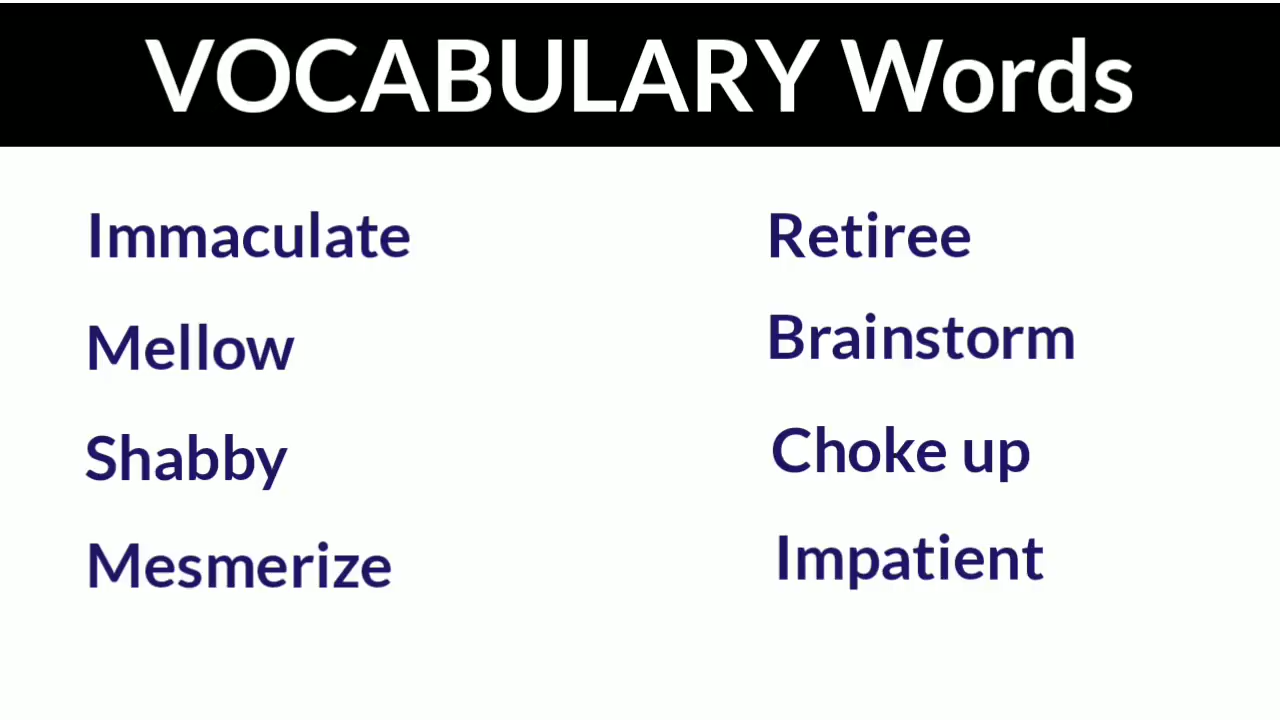 VOCABULARY Words
Immaculate
Mellow
Shabby
Mesmerize
Retiree
Brainstorm
Choke up
Impatient